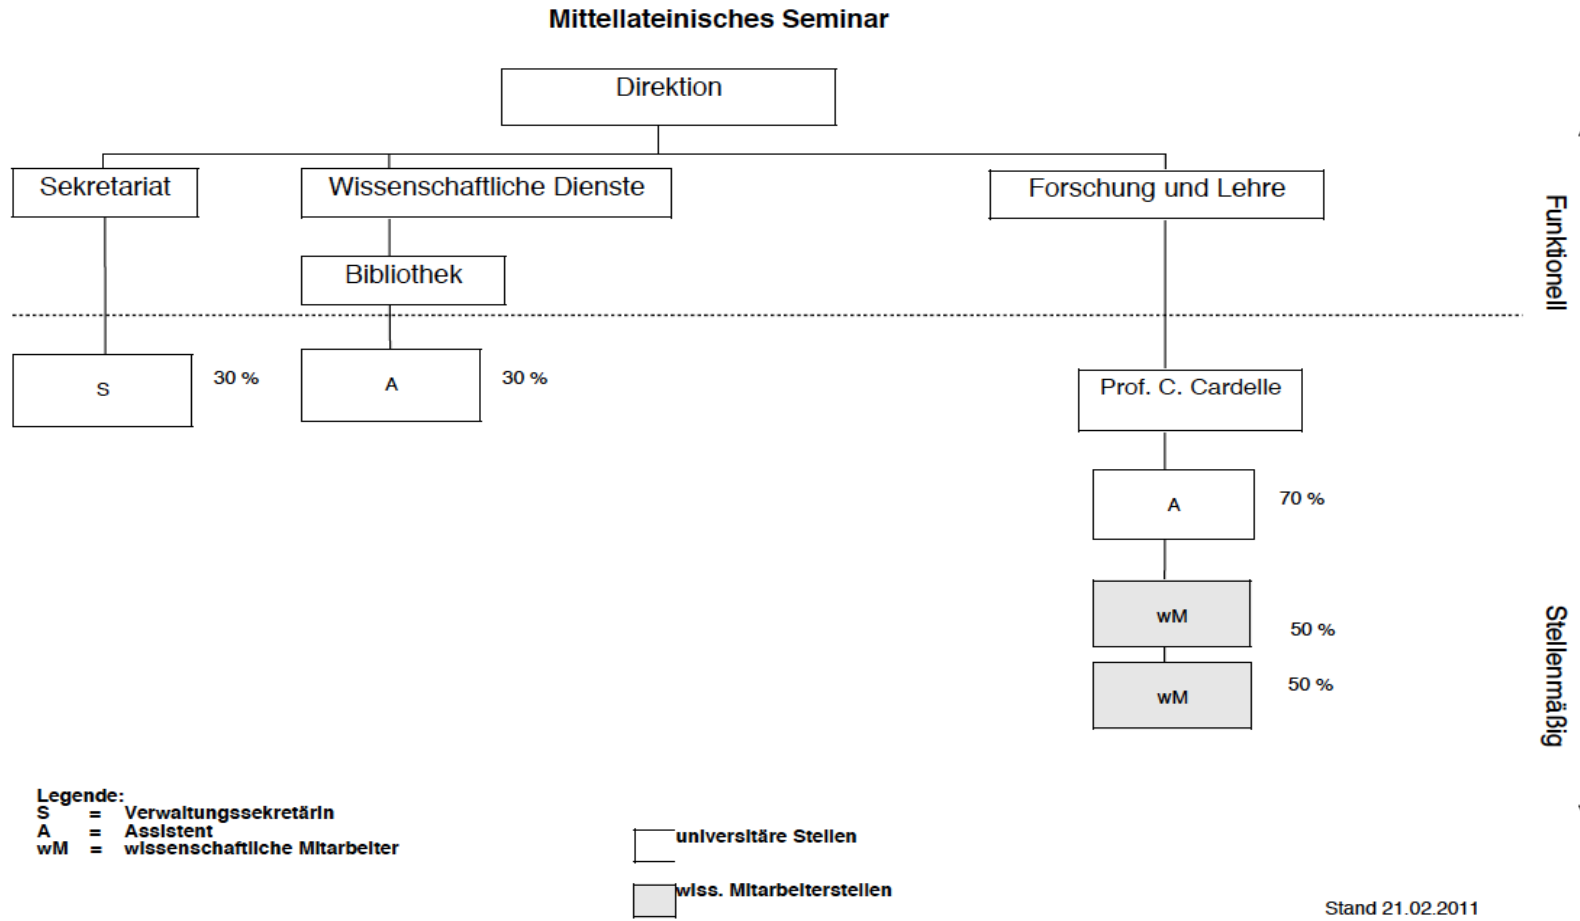 Mittellateinisches Seminar
Direktion
Sekretariat
Wissenschaftliche Dienste
Forschung und Lehre
Bibliothek
Funktionell
S
30 %
A
30 %
Prof. C. Cardelle
A
70 %
wM
50 %
wM
50 %
Stellenmäßig
Legende:
S = Verwaltungssekretärin
A = Assistent
wM = wissenschaftliche Mitarbeiter
universitäre Stellen
wiss. Mitarbeiterstellen
Stand 21.02.2011